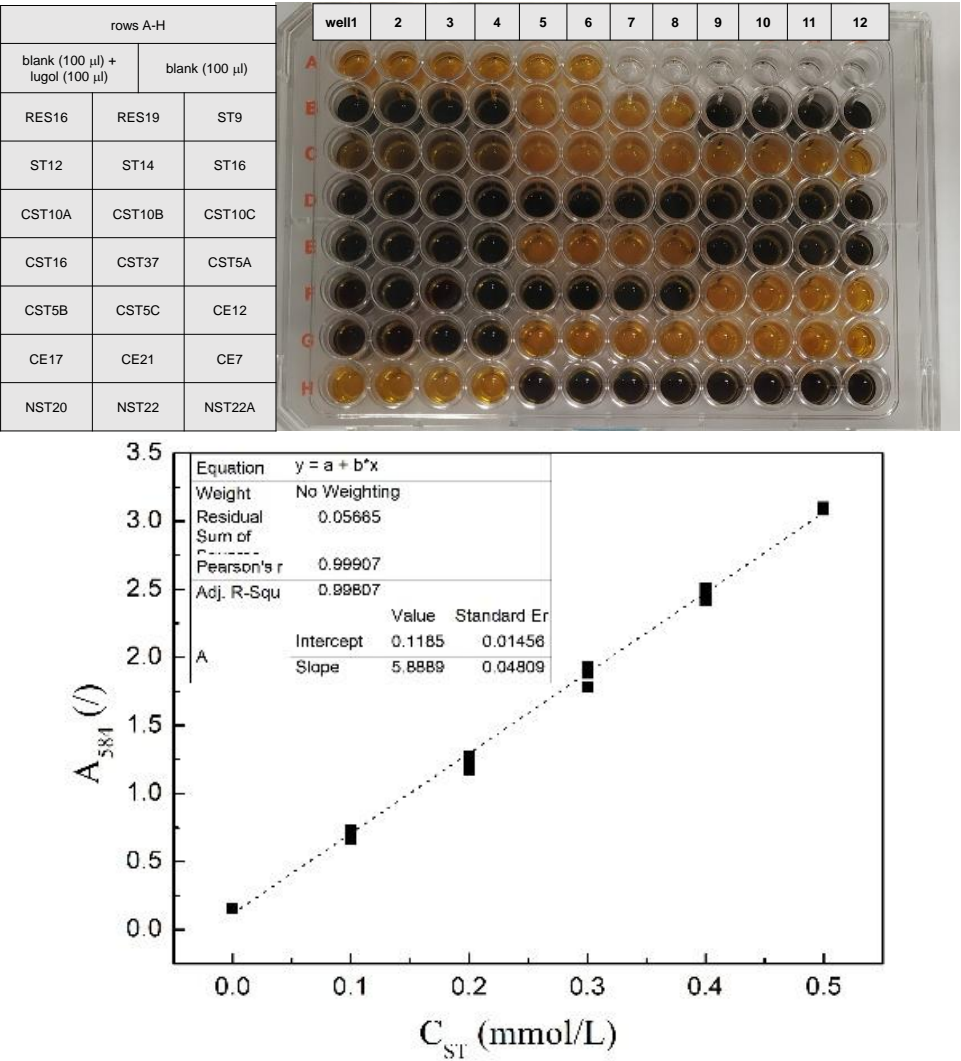 rows A-H
blank (100 μl) + lugol (100 μl) blank (100 μl)
RES16 RES19 ST9
ST12 ST14 ST16
CST10A CST10B CST10C
CST16 CST37 CST5A
CST5B CST5C CE12
CE17 CE21 CE7
NST20 NST22 NST22A
well1 2 3 4 5 6 7 8 9 10 11 12
A
B
C
D
E
F
G
H
3.5
3.0
2.5
2.0
1.5
1.0
0.5
0.0
A584 (/)
Equation y = a + b*x
Weight No Weighting
Residual 0.05665
Sum of
Pearson's r 0.99907
Adj. R-Squ 0.99807
Value Standard Er
Intercept 0.1185 0.01456
A
Slope 5.8889 0.04809
0.0 0.1 0.2 0.3 0.4 0.5
CST (mmol/L)